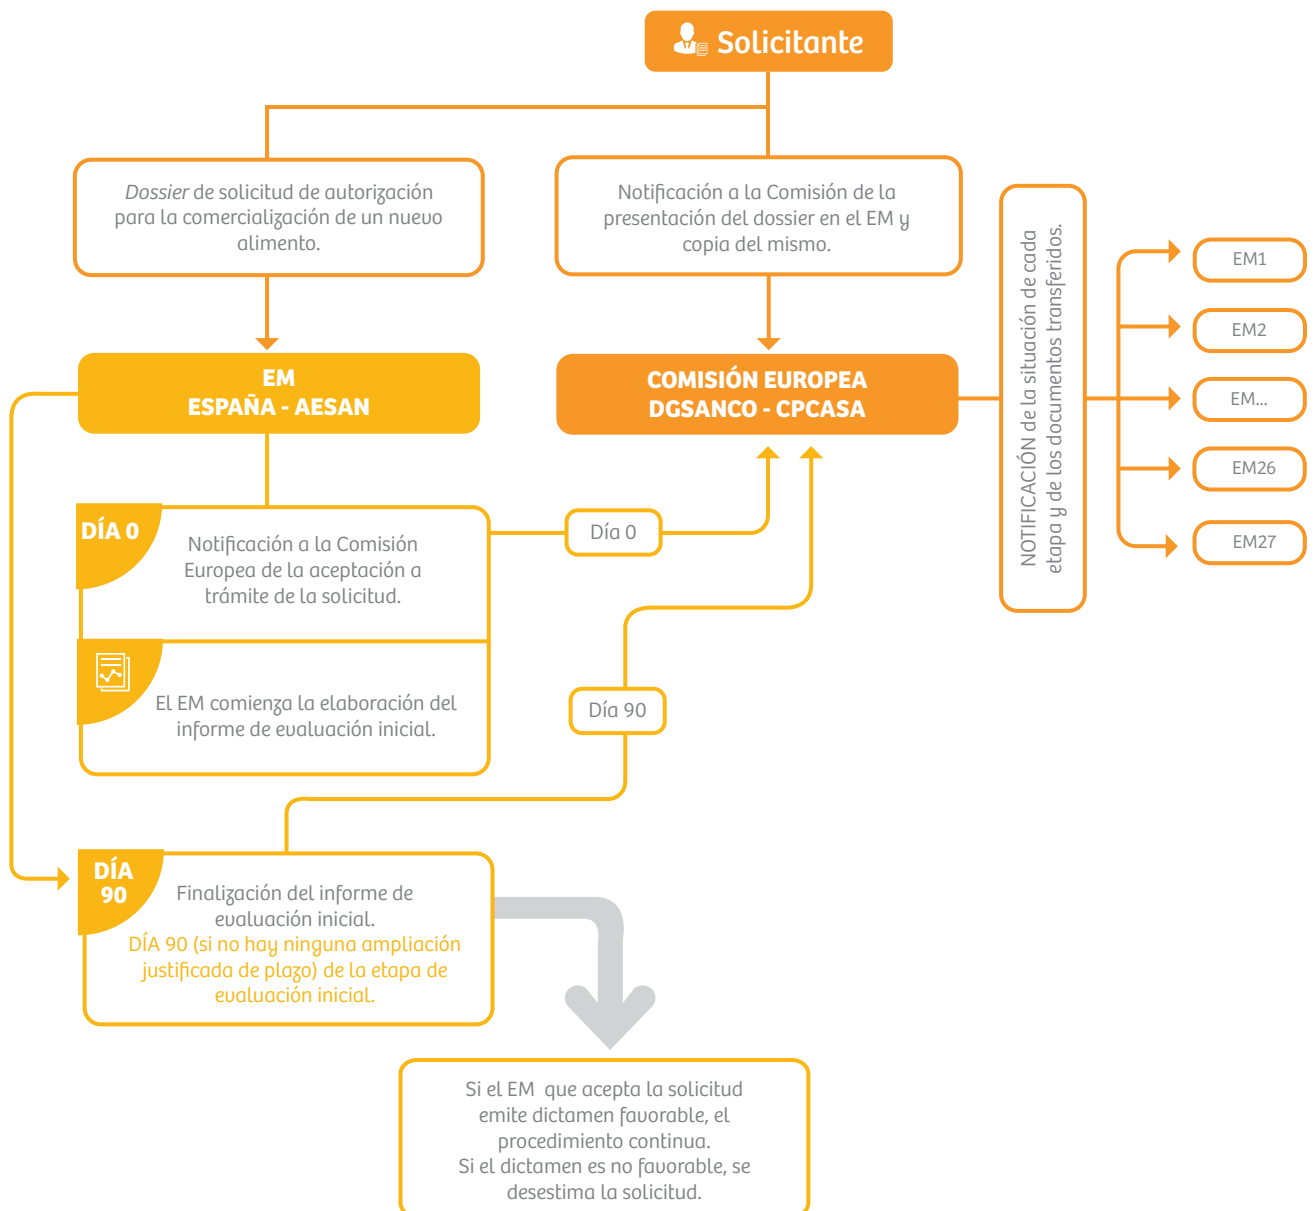 Solicitante
Dossier de solicitud de autorización
para la comercialización de un nuevo
alimento.
Notificación a la Comisión de la
presentación del dossier en el EM y
copia del mismo.
EM
ESPAÑA - AESAN
COMISIÓN EUROPEA
DGSANCO - CPCASA
NOTIFICACIÓN de la situación de cada
etapa y de los documentos transferidos.
EM1
EM2
EM...
EM26
EM27
DÍA 0
Notificación a la Comisión
Europea de la aceptación a
trámite de la solicitud.
Día 0
El EM comienza la elaboración del
informe de evaluación inicial.
Día 90
DÍA
90
Finalización del informe de
evaluación inicial.
DÍA 90 (si no hay ninguna ampliación
justificada de plazo) de la etapa de
evaluación inicial.
Si el EM que acepta la solicitud
emite dictamen favorable, el
procedimiento continua.
Si el dictamen es no favorable, se
desestima la solicitud.